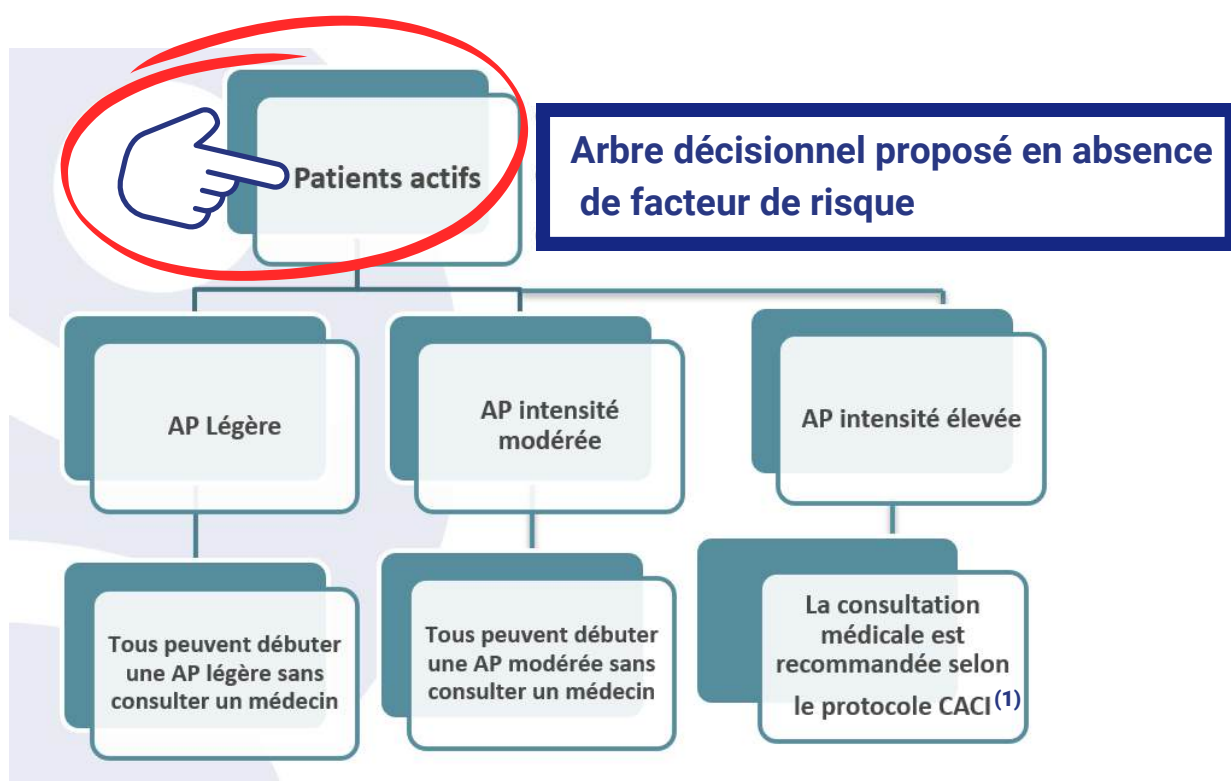 Patients actifs
Arbre décisionnel proposé en absence
de facteur de risque
AP Légère
AP intensité
modérée
AP intensité élevée
Tous peuvent débuter
une AP légère sans
consulter un médecin
Tous peuvent débuter
une AP modérée sans
consulter un médecin
La consultation
médicale est
recommandée selon
le protocole CACI(1)